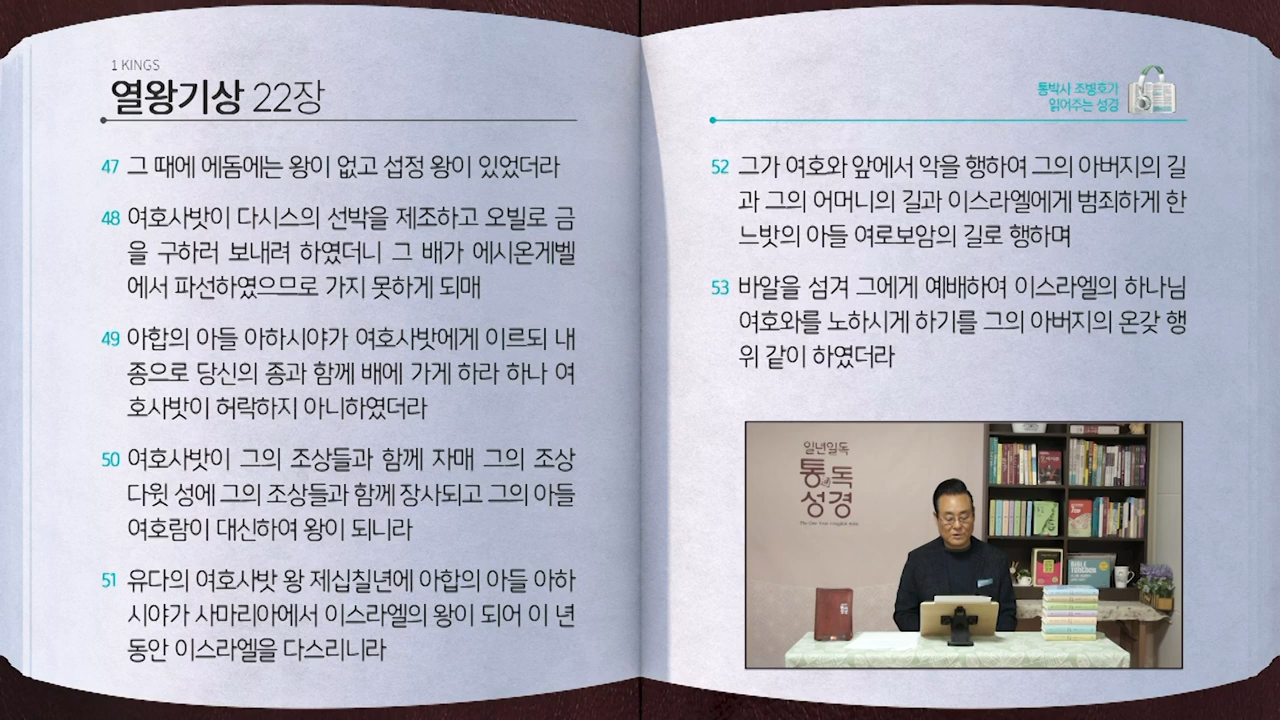 1 KINGS
열왕기상 22장
47 그 때에 에돔에는 왕이 없고 섭정 왕이 있었더라
48 여호사밧이 다시스의 선박을 제조하고 오빌로 금
을 구하러 보내려 하였더니 그 배가 에시온게벨
에서 파선하였으므로 가지 못하게 되매
49 아합의 아들 아하시야가 여호사밧에게 이르되 내
종으로 당신의 종과 함께 배에 가게 하라 하나 여
호사밧이 허락하지 아니하였더라
50 여호사밧이 그의 조상들과 함께 자매 그의 조상
다윗 성에 그의 조상들과 함께 장사되고 그의 아들
여호람이 대신하여 왕이 되니라
51 유다의 여호사밧 왕 제십칠년에 아합의 아들 아하
시야가 사마리아에서 이스라엘의 왕이 되어 이 년
동안 이스라엘을 다스리니라
통박사 조병호가
읽어주는 성경
52 그가 여호와 앞에서 악을 행하여 그의 아버지의 길
과 그의 어머니의 길과 이스라엘에게 범죄하게 한
느밧의 아들 여로보암의 길로 행하며
53 바알을 섬겨 그에게 예배하여 이스라엘의 하나님
여호와를 노하시게 하기를 그의 아버지의 온갖 행
위 같이 하였더라
일년일독
통독
성경